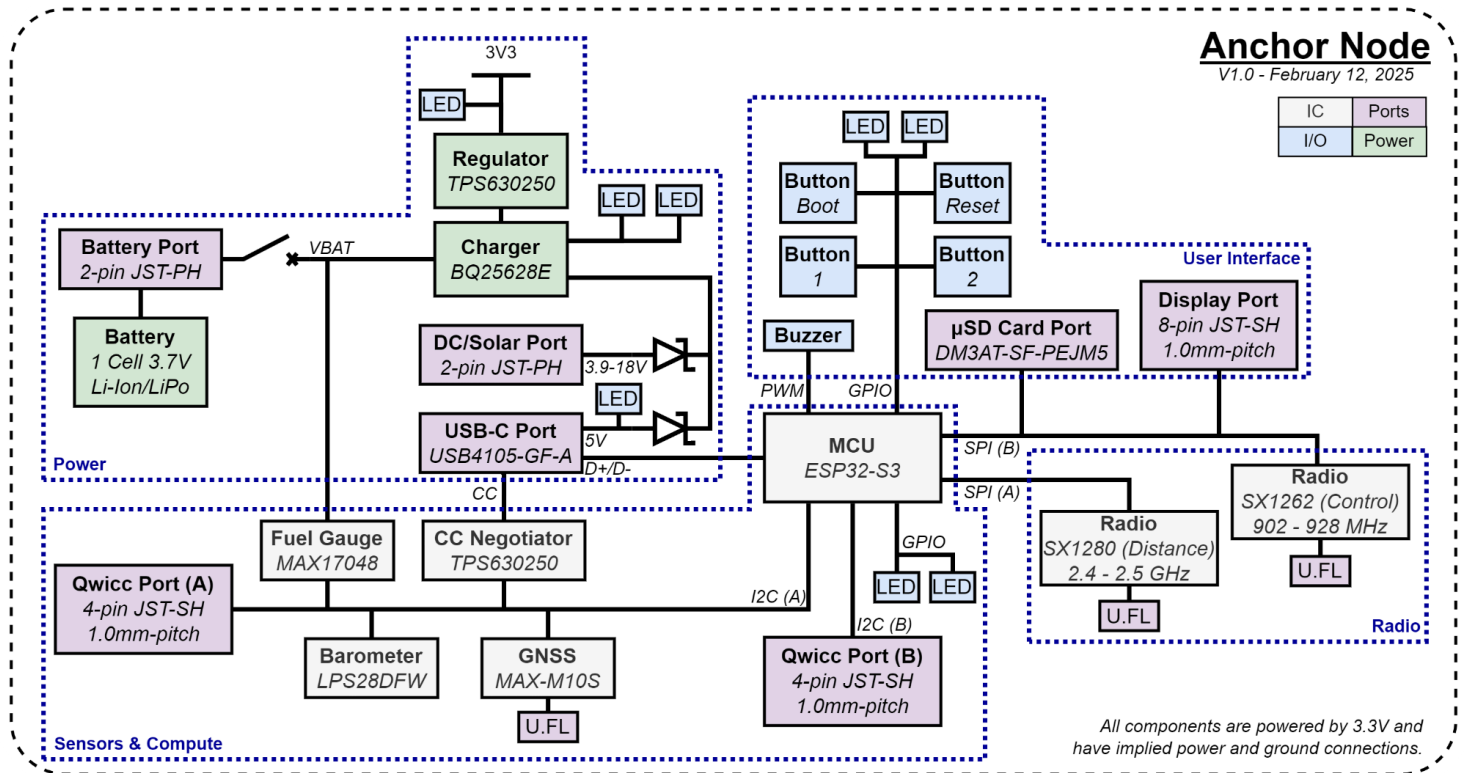 Anchor Node
V1.0 - February 12, 2025
IC
Ports
I/O
Power
3V3
LED
Regulator
TPS630250
LED
LED
Battery Port
2-pin JST-PH
VBAT
Charger
BQ25628E
Battery
1 Cell 3.7V
Li-Ion/LiPo
DC/Solar Port
2-pin JST-PH
3.9-18V
LED
USB-C Port
USB4105-GF-A
5V
D+/D-
Power
CC
LED
LED
Button
Boot
Button
Reset
Button
1
Button
2
User Interface
Buzzer
µSD Card Port
DM3AT-SF-PEJM5
Display Port
8-pin JST-SH
1.0mm-pitch
PWM
GPIO
MCU
ESP32-S3
SPI (B)
SPI (A)
Radio
SX1262 (Control)
902 - 928 MHz
U.FL
Radio
SX1280 (Distance)
2.4 - 2.5 GHz
U.FL
Radio
Fuel Gauge
MAX17048
CC Negotiator
TPS630250
GPIO
LED
LED
Qwicc Port (A)
4-pin JST-SH
1.0mm-pitch
I2C (A)
I2C (B)
Barometer
LPS28DFW
GNSS
MAX-M10S
U.FL
Qwicc Port (B)
4-pin JST-SH
1.0mm-pitch
Sensors & Compute
All components are powered by 3.3V and
have implied power and ground connections.